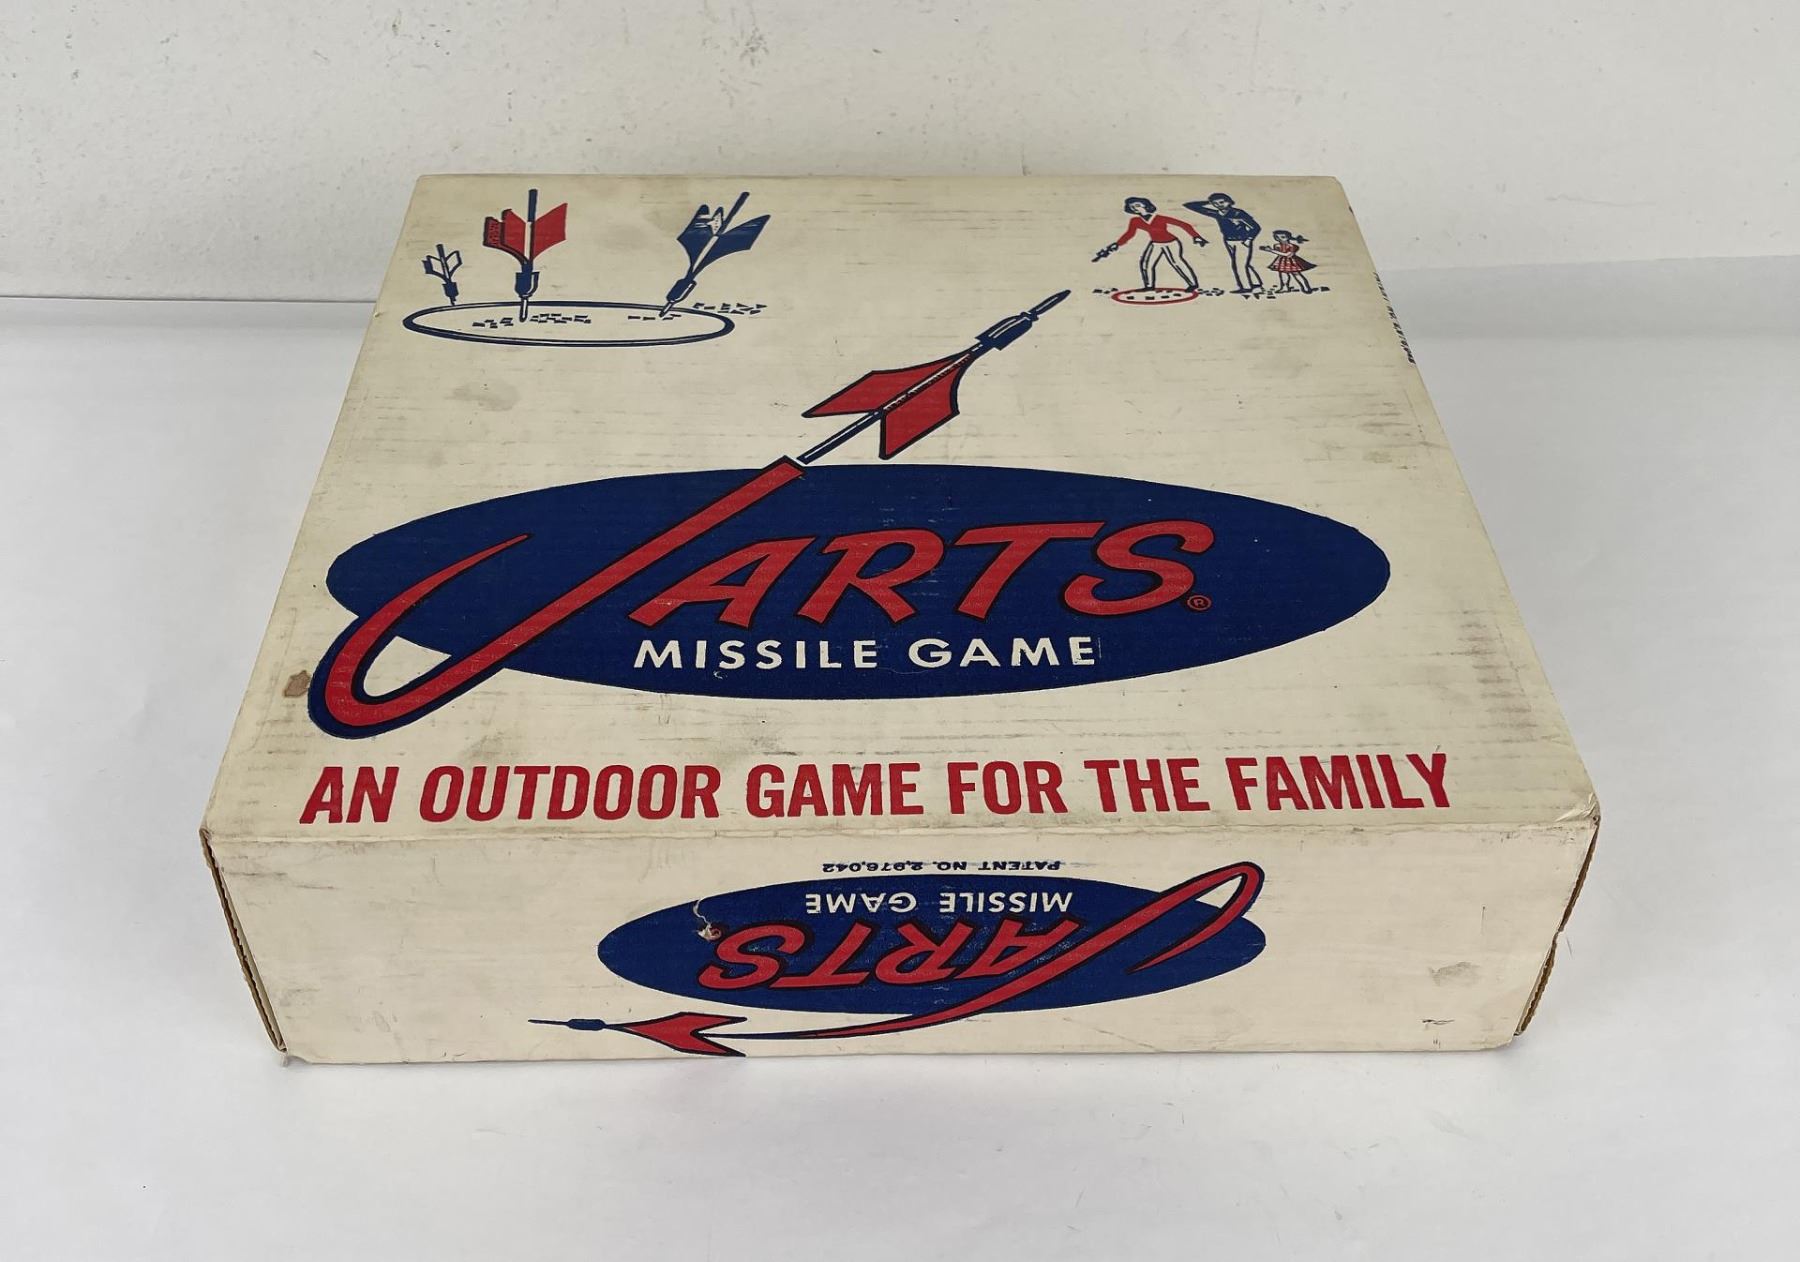 JARTS®
MISSILE GAME
AN OUTDOOR GAME FOR THE FAMILY
PATENT NO. 2,976,042
MISSILE GAME
JARTS®